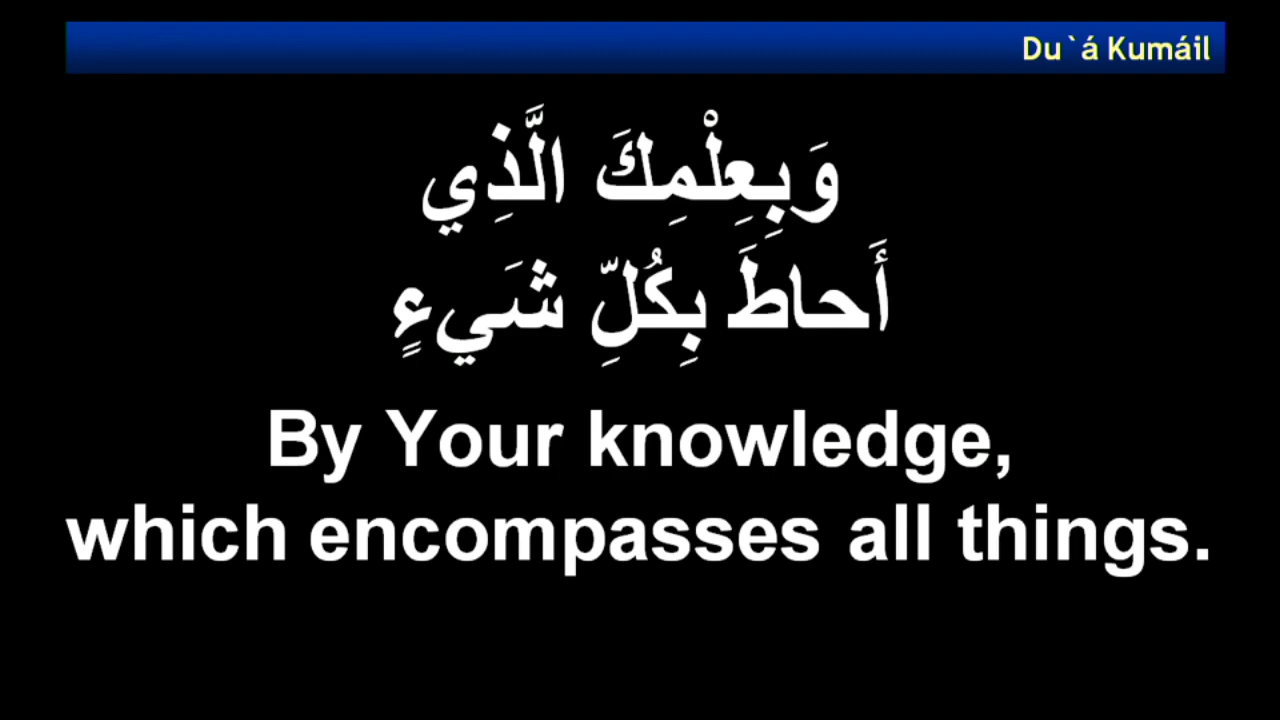 Du`á Kumáil
وَبِعِلْمِكَ الَّذِي
أَحاطَ بِكُلِّ شَيءٍ
By Your knowledge,
which encompasses all things.